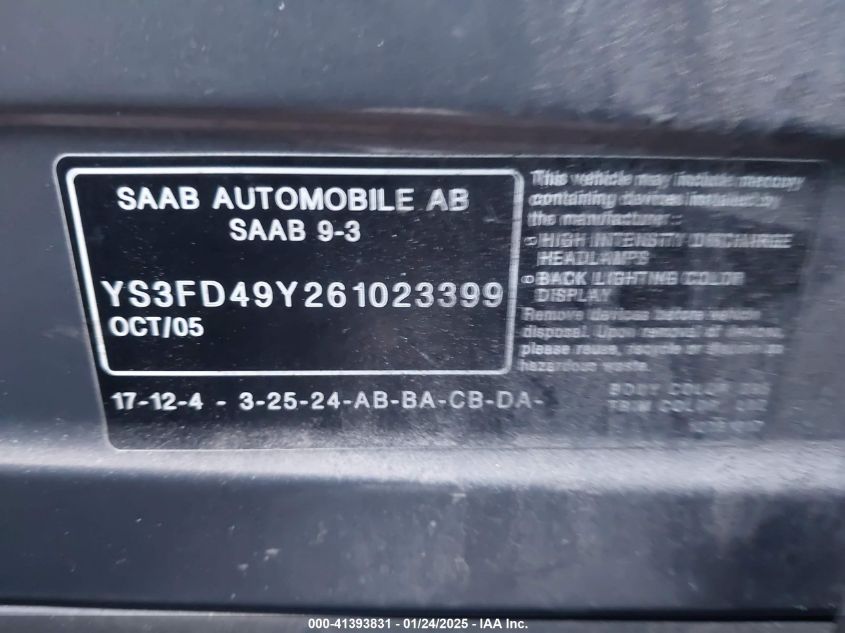 SAAB AUTOMOBILE AB
SAAB 9-3
YS3FD49Y261023399
OCT/05
17-12-4 - 3-25-24-AB-BA-CB-DA-
This vehicle may include mercury
containing devices installed by
the manufacturer:
HIGH INTENSITY DISCHARGE
HEADLAMPS
BACK LIGHTING COLOR
DISPLAY
Remove devices before vehicle
disposal. Upon removal of devices,
please reuse, recycle or dispose as
hazardous waste.
BODY COLOR
TRIM COLOR
000-41393831 - 01/24/2025 - IAA Inc.